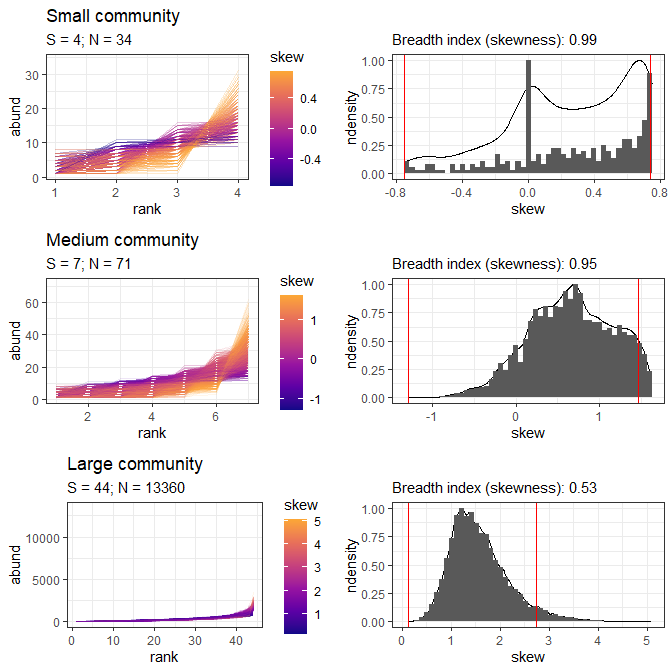 Small community
S = 4; N = 34
abund
30
20
10
0
1
2
3
4
rank
skew
0.4
0.0
-0.4
Breadth index (skewness): 0.99
ndensity
1.00
0.75
0.50
0.25
0.00
-0.8
-0.4
0.0
0.4
0.8
skew
Medium community
S = 7; N = 71
abund
60
40
20
0
2
4
6
rank
skew
1
0
-1
Breadth index (skewness): 0.95
ndensity
1.00
0.75
0.50
0.25
0.00
-1
0
1
skew
Large community
S = 44; N = 13360
abund
10000
5000
0
0
10
20
30
40
rank
skew
5
4
3
2
1
Breadth index (skewness): 0.53
ndensity
1.00
0.75
0.50
0.25
0.00
0
1
2
3
4
5
skew